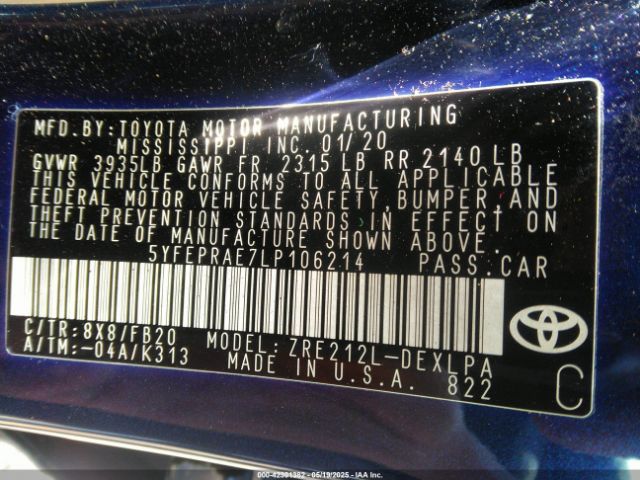 MFD.BY:TOYOTA MOTOR MANUFACTURING
MISSISSIPPI INC. 01/20
GVWR 3935LB GAWR FR 2315 LB RR 2140 LB
THIS VEHICLE CONFORMS TO ALL APPLICABLE
FEDERAL MOTOR VEHICLE SAFETY, BUMPER, AND
THEFT PREVENTION STANDARDS IN EFFECT ON
THE DATE OF MANUFACTURE SHOWN ABOVE.
5YFEPRAE7LP106214 PASS.CAR
C/TR: 8X8/FB20 MODEL: ZRE212L-DEXLPA
A/TM:-04A/K313 MADE IN U.S.A. 822
C
000-42301382 - 05/19/2025 - IAA Inc.